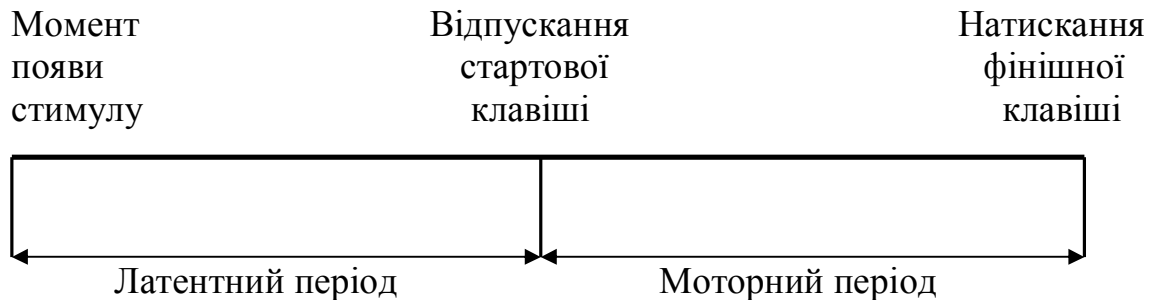 Момент
появи
стимулу
Відпускання
стартової
клавіші
Натискання
фінішної
клавіші
Латентний період
Моторний період